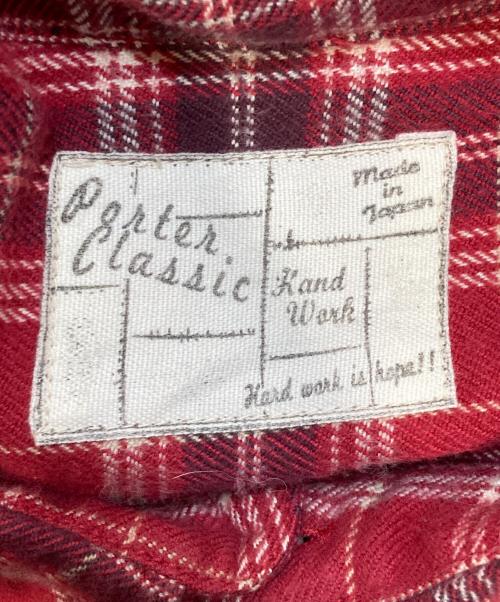 Porter
Classic
Made
in
Japan
Hand
Work
Hard work is hope!!